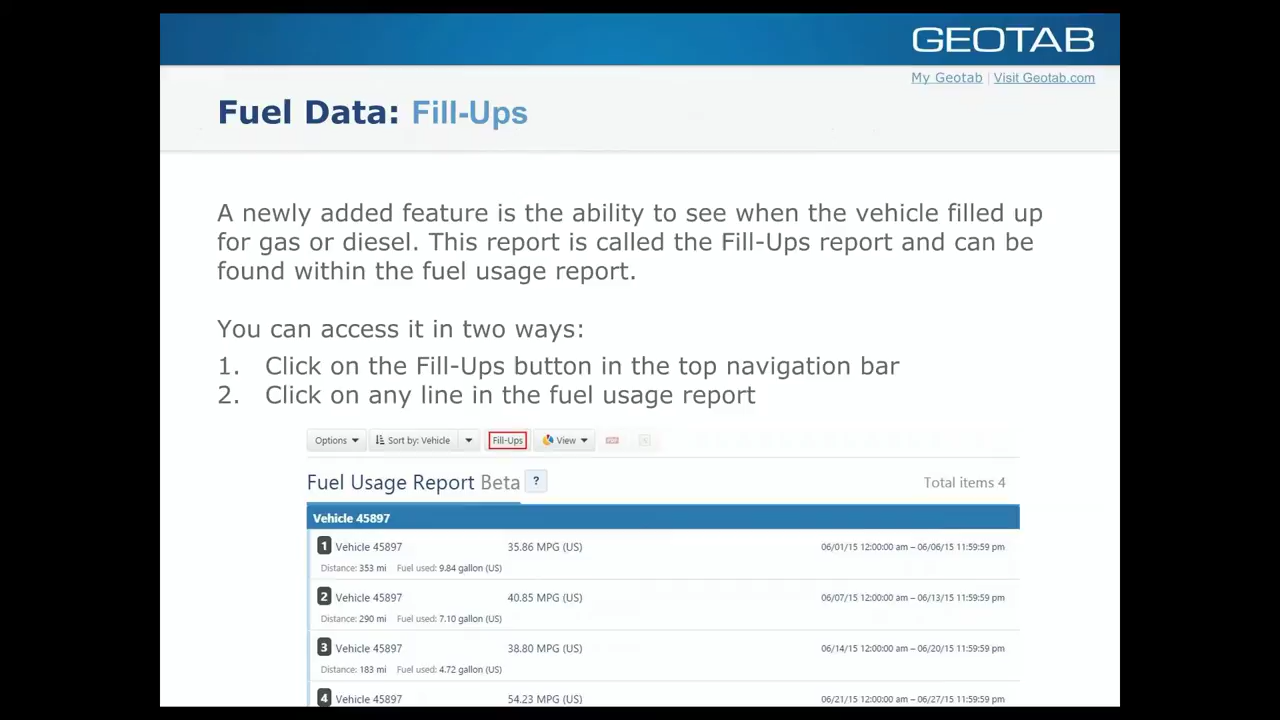 GEOTAB
My Geotab | Visit Geotab.com
Fuel Data: Fill-Ups
A newly added feature is the ability to see when the vehicle filled up
for gas or diesel. This report is called the Fill-Ups report and can be
found within the fuel usage report.
You can access it in two ways:
1. Click on the Fill-Ups button in the top navigation bar
2. Click on any line in the fuel usage report
Options Sort by: Vehicle Fill-Ups View
Fuel Usage Report Beta ? Total items 4
Vehicle 45897
1 Vehicle 45897 35.86 MPG (US) 06/01/15 12:00:00 am – 06/06/15 11:59:59 pm
Distance: 353 mi Fuel used: 9.84 gallon (US)
2 Vehicle 45897 40.85 MPG (US) 06/07/15 12:00:00 am – 06/13/15 11:59:59 pm
Distance: 290 mi Fuel used: 7.10 gallon (US)
3 Vehicle 45897 38.80 MPG (US) 06/14/15 12:00:00 am – 06/20/15 11:59:59 pm
Distance: 183 mi Fuel used: 4.72 gallon (US)
4 Vehicle 45897 54.23 MPG (US) 06/21/15 12:00:00 am – 06/27/15 11:59:59 pm